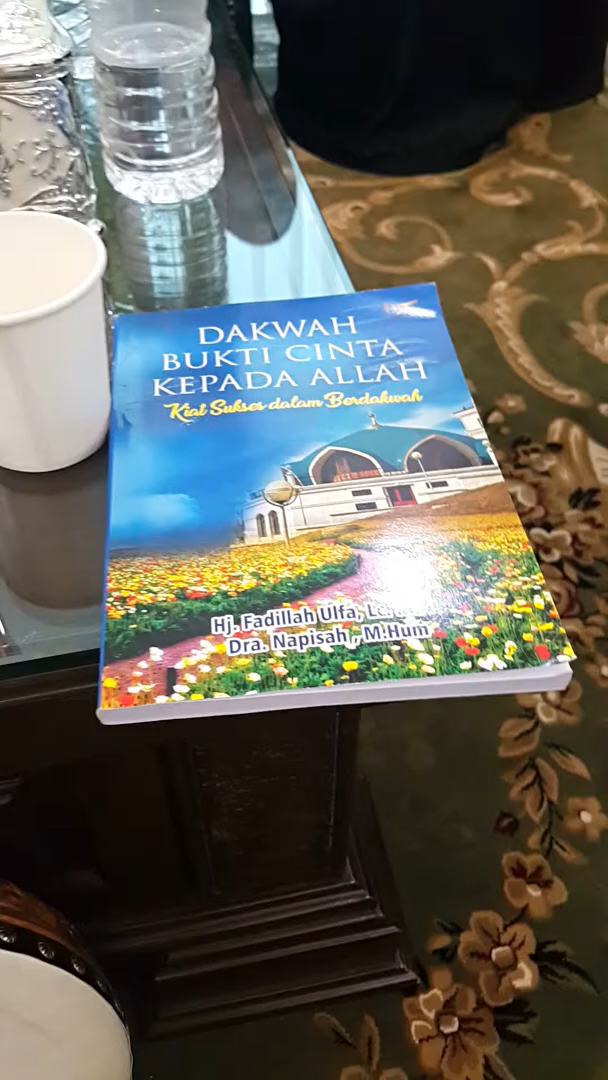 DAKWAH
BUKTI CINTA
KEPADA ALLAH
Kiat Sukses dalam Berdakwah
Hj. Fadillah Ulfa,
Dra. Napisah, M.Hum